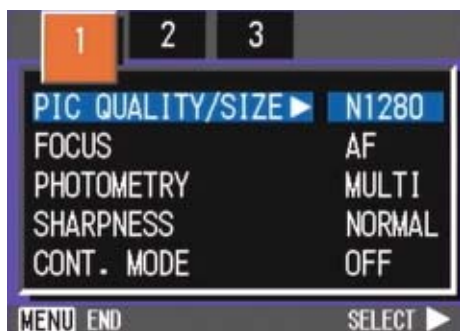 1 2 3
PIC QUALITY/SIZE▶ N1280
FOCUS AF
PHOTOMETRY MULTI
SHARPNESS NORMAL
CONT. MODE OFF
MENU END SELECT ▶